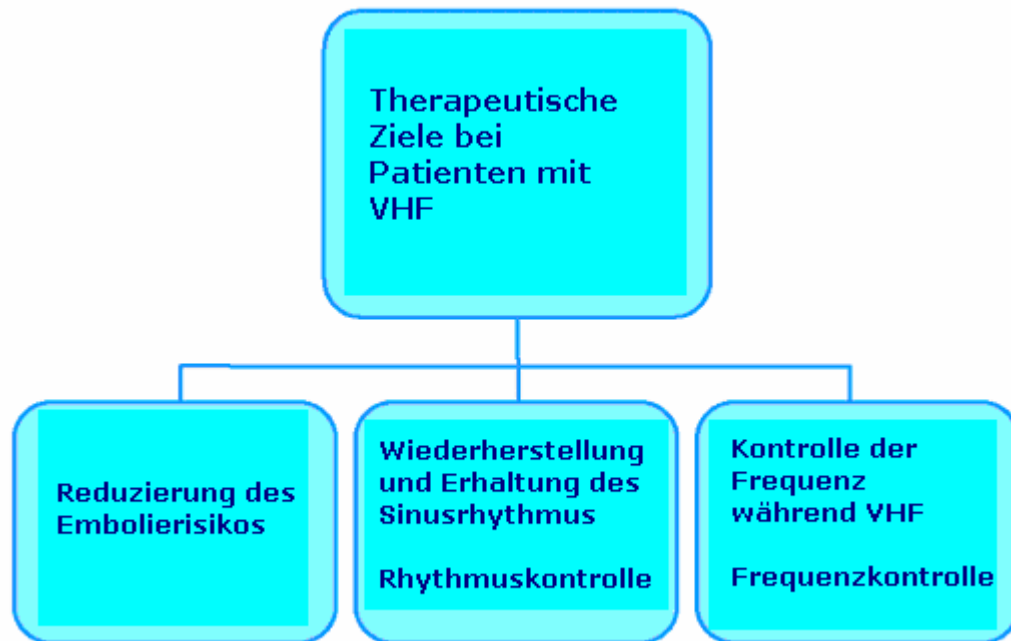 Therapeutische
Ziele bei
Patienten mit
VHF
Reduzierung des
Embolierisikos
Wiederherstellung
und Erhaltung des
Sinusrhythmus
Rhythmuskontrolle
Kontrolle der
Frequenz
während VHF
Frequenzkontrolle